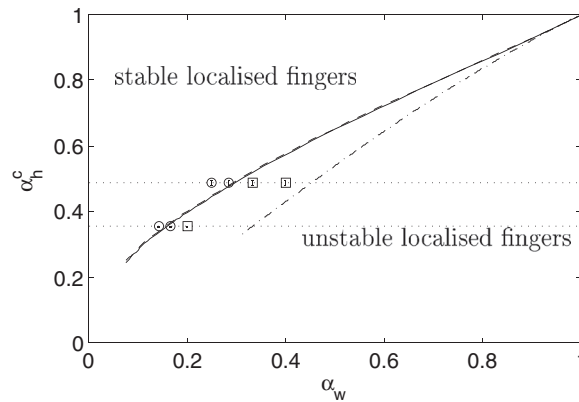 1
0.8
0.6
0.4
0.2
0
α_h^c
stable localised fingers
unstable localised fingers
0 0.2 0.4 0.6 0.8 1
α_w